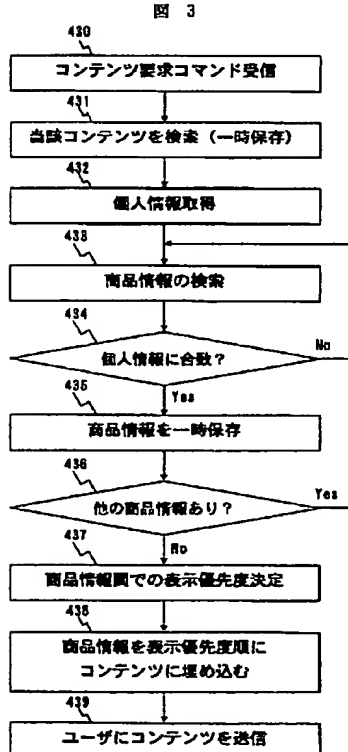 図 3
430
コンテンツ要求コマンド受信
431
当該コンテンツを検索（一時保存）
432
個人情報取得
433
商品情報の検索
434
個人情報に合致？
No
Yes
435
商品情報を一時保存
436
他の商品情報あり？
Yes
No
437
商品情報間での表示優先度決定
438
商品情報を表示優先度順に
コンテンツに埋め込む
439
ユーザにコンテンツを送信